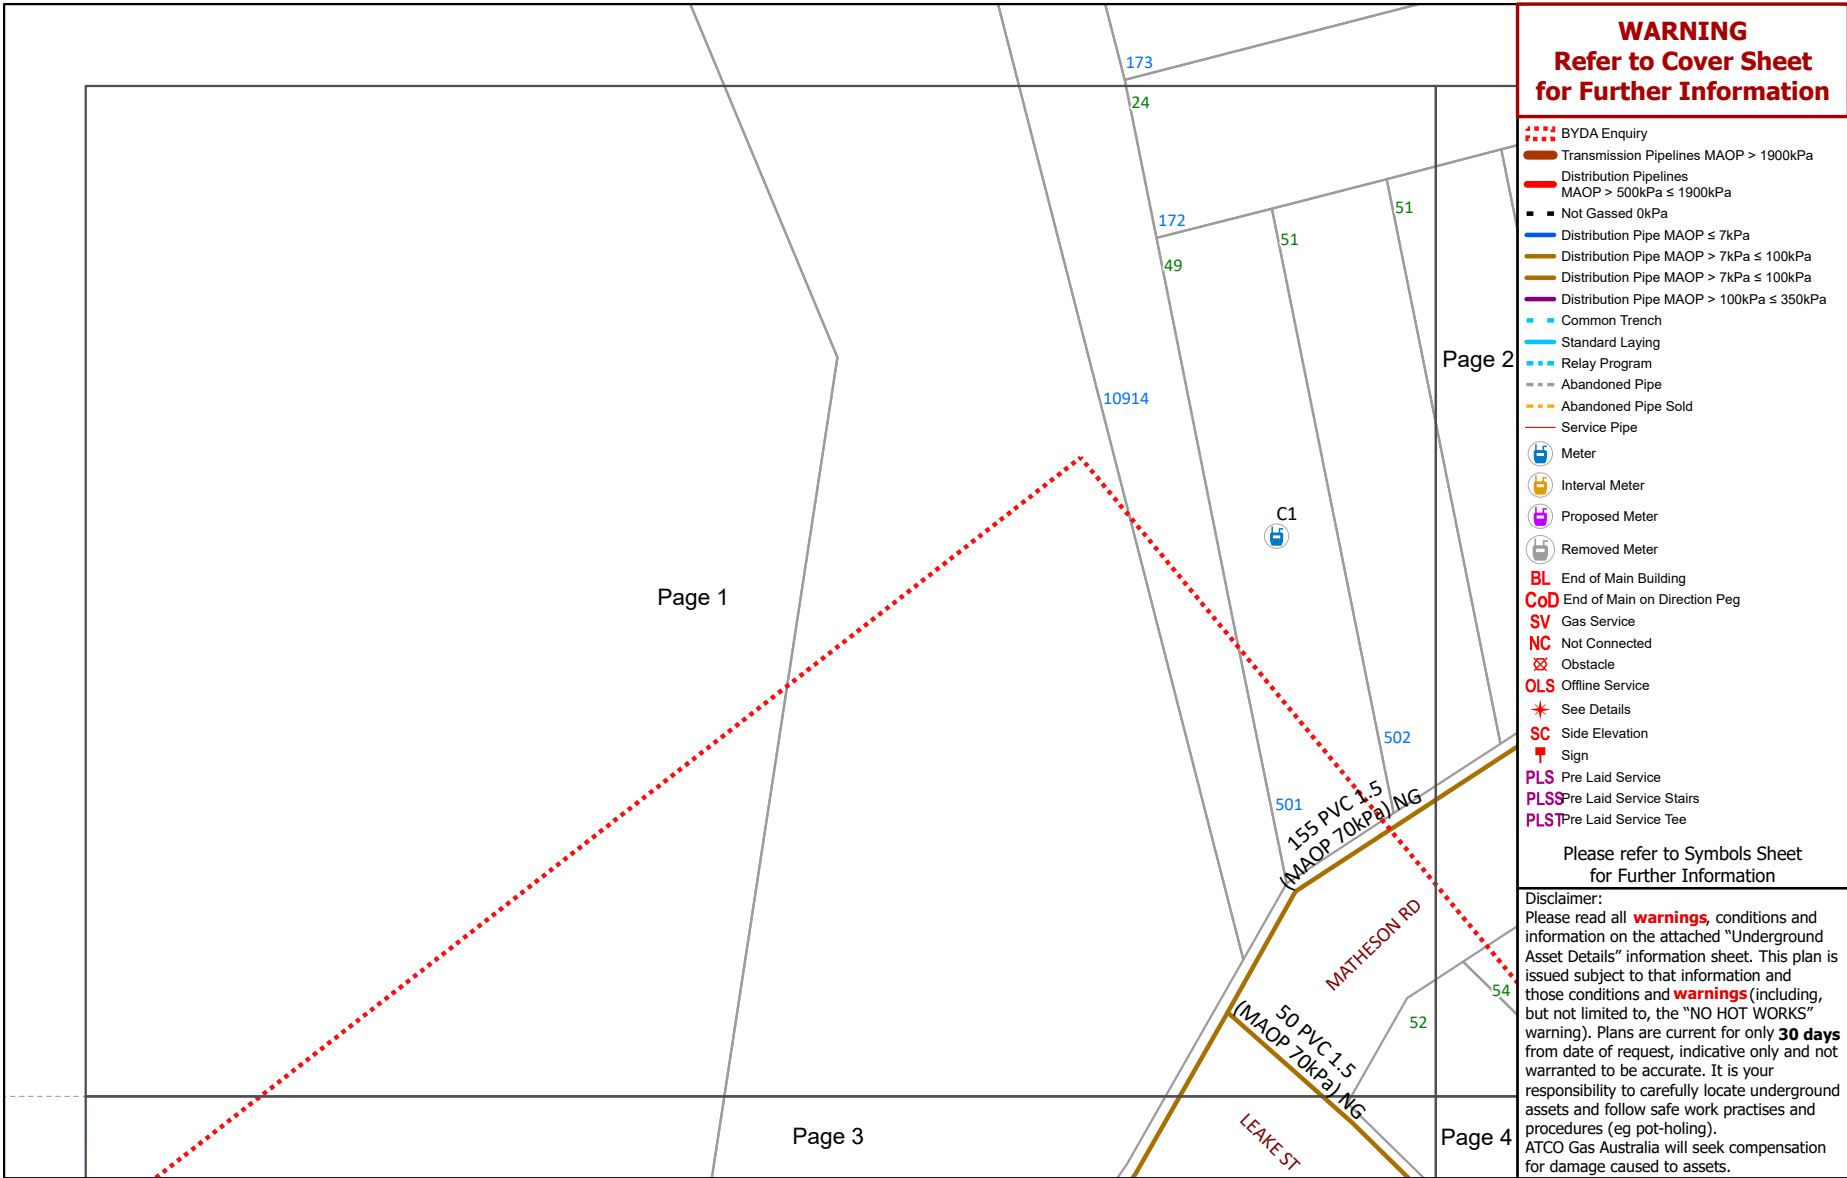 173
24
172
51
51
49
Page 2
10914
C1
Page 1
502
501
155 PVC 1.5
(MAOP 70kPa) NG
MATHESON RD
50 PVC 1.5
(MAOP 70kPa) NG
54
52
LEAKE ST
Page 3
Page 4
WARNING
Refer to Cover Sheet
for Further Information
BYDA Enquiry
Transmission Pipelines MAOP > 1900kPa
Distribution Pipelines
MAOP > 500kPa ≤ 1900kPa
Not Gassed 0kPa
Distribution Pipe MAOP ≤ 7kPa
Distribution Pipe MAOP > 7kPa ≤ 100kPa
Distribution Pipe MAOP > 7kPa ≤ 100kPa
Distribution Pipe MAOP > 100kPa ≤ 350kPa
Common Trench
Standard Laying
Relay Program
Abandoned Pipe
Abandoned Pipe Sold
Service Pipe
Meter
Interval Meter
Proposed Meter
Removed Meter
BL End of Main Building
CoD End of Main on Direction Peg
SV Gas Service
NC Not Connected
Obstacle
OLS Offline Service
See Details
SC Side Elevation
Sign
PLS Pre Laid Service
PLSS Pre Laid Service Stairs
PLST Pre Laid Service Tee
Please refer to Symbols Sheet
for Further Information
Disclaimer:
Please read all warnings, conditions and
information on the attached “Underground
Asset Details” information sheet. This plan is
issued subject to that information and
those conditions and warnings (including,
but not limited to, the “NO HOT WORKS”
warning). Plans are current for only 30 days
from date of request, indicative only and not
warranted to be accurate. It is your
responsibility to carefully locate underground
assets and follow safe work practises and
procedures (eg pot-holing).
ATCO Gas Australia will seek compensation
for damage caused to assets.